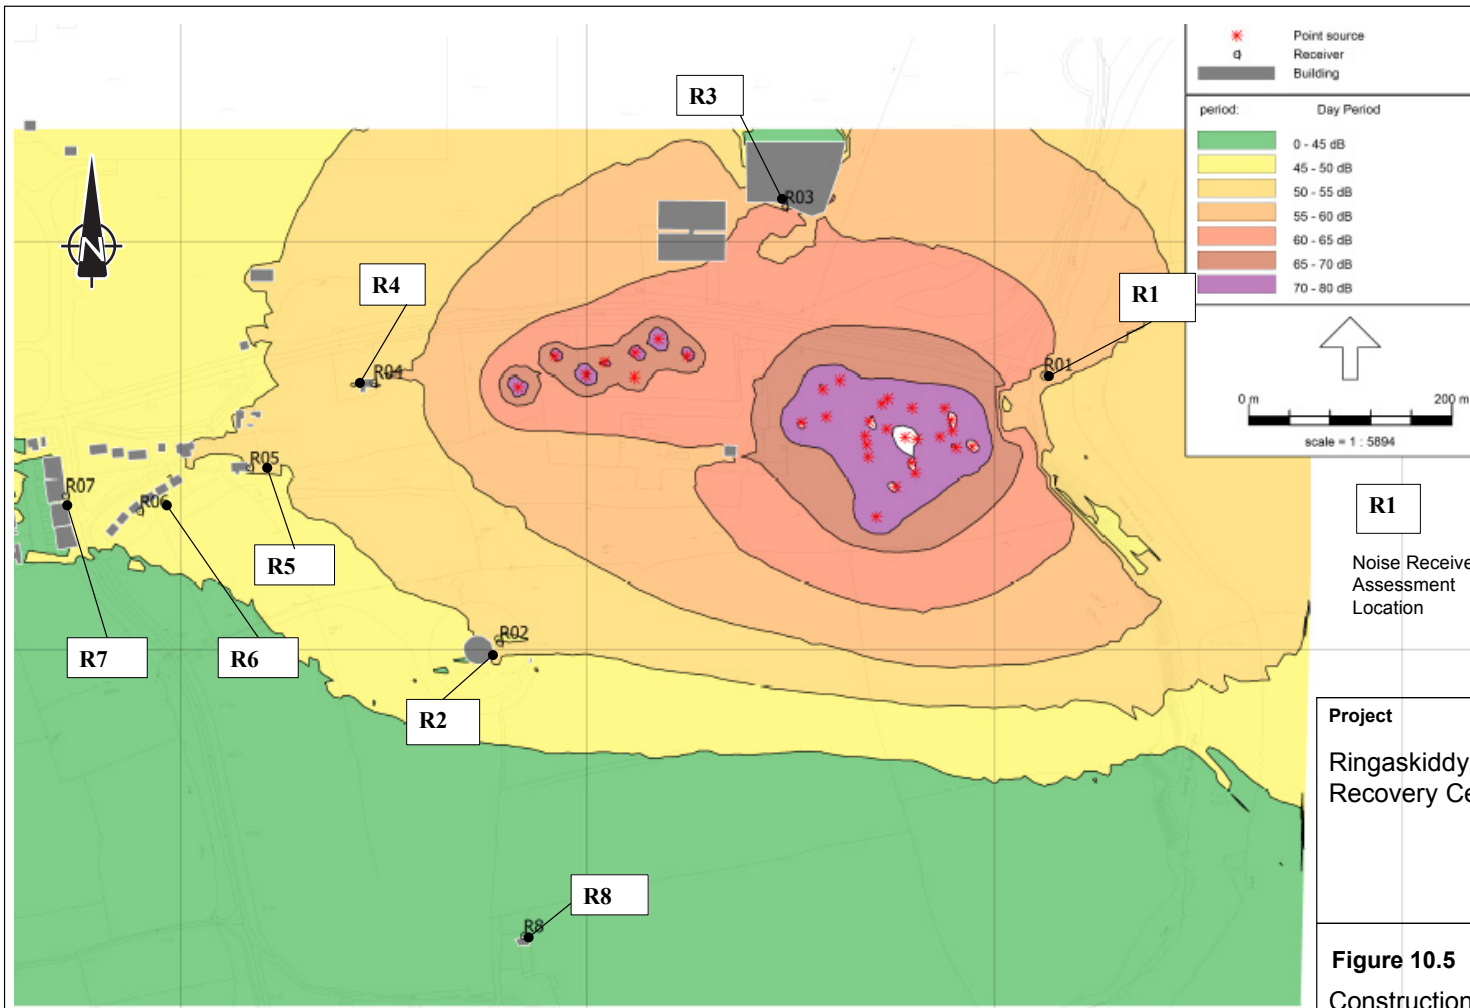 Point source
Receiver
Building
period: Day Period
0 - 45 dB
45 - 50 dB
50 - 55 dB
55 - 60 dB
60 - 65 dB
65 - 70 dB
70 - 80 dB
0 m 200 m
scale = 1 : 5894
R3
R03
R4
R04
R1
R01
N
R05
R07
R06
R5
R7
R6
R02
R2
R8
R8
R1
Noise Receive
Assessment
Location
Project
Ringaskiddy
Recovery Ce
Figure 10.5
Construction